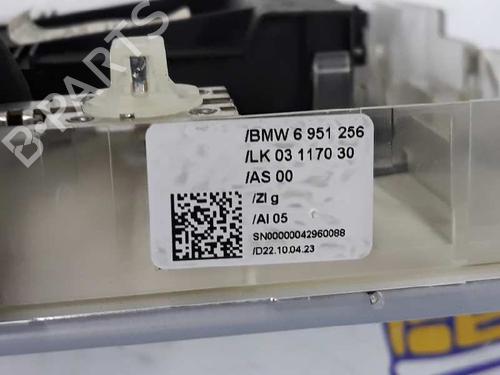 B-PARTS
/BMW 6 951 256
/LK 03 1170 30
/AS 00
/ZI g
/AI 05
SN00000042960088
/D22.10.04.23